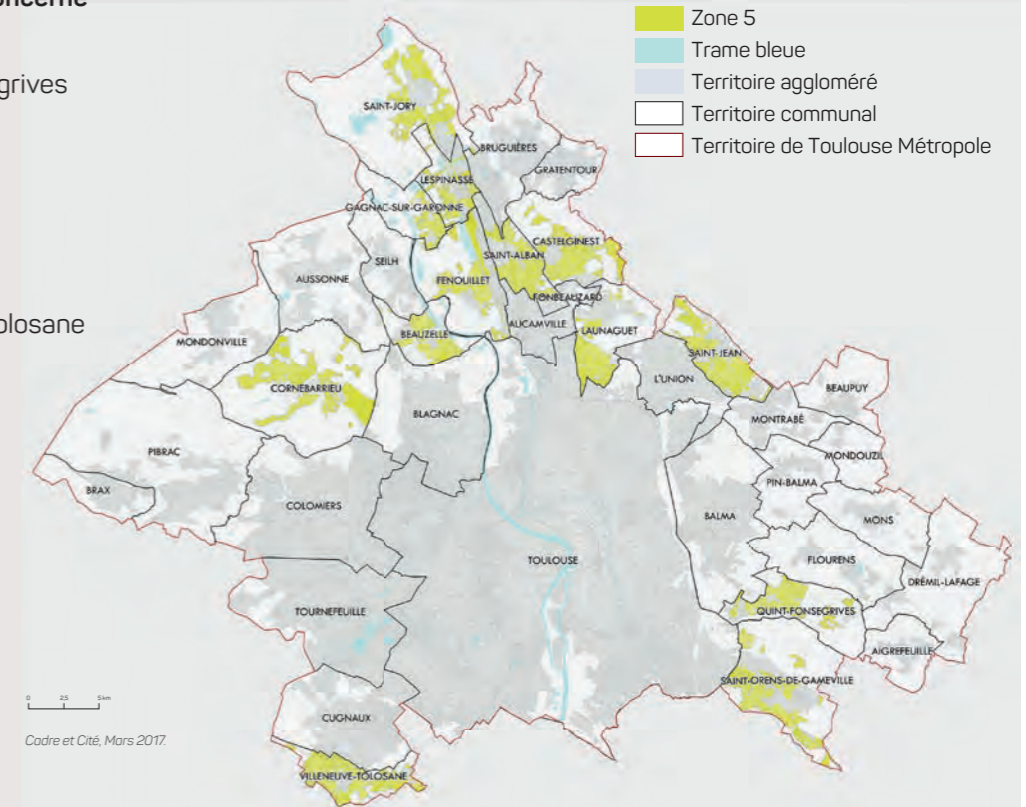 grives
olosane
Zone 5
Trame bleue
Territoire aggloméré
Territoire communal
Territoire de Toulouse Métropole
SAINT-JORY
BRUGUIÈRES
GRATENTOUR
LESPINASSE
GAGNAC-SUR-GARONNE
CASTELGINEST
SAINT-ALBAN
SEILH
AUSSONNE
FENOUILLET
FONBEAUZARD
AUCAMVILLE
LAUNAGUET
BEAUZELLE
MONDONVILLE
SAINT-JEAN
L'UNION
CORNEBARRIEU
BEAUPUY
BLAGNAC
MONTRABÉ
PIBRAC
MONDOUZIL
PIN-BALMA
BRAX
COLOMIERS
BALMA
MONS
TOULOUSE
FLOURENS
DRÉMIL-LAFAGE
TOURNEFEUILLE
QUINT-FONSEGRIVES
AIGREFEUILLE
SAINT-ORENS-DE-GAMEVILLE
0 2,5 5 km
CUGNAUX
Cadre et Cité, Mars 2017.
VILLENEUVE-TOLOSANE